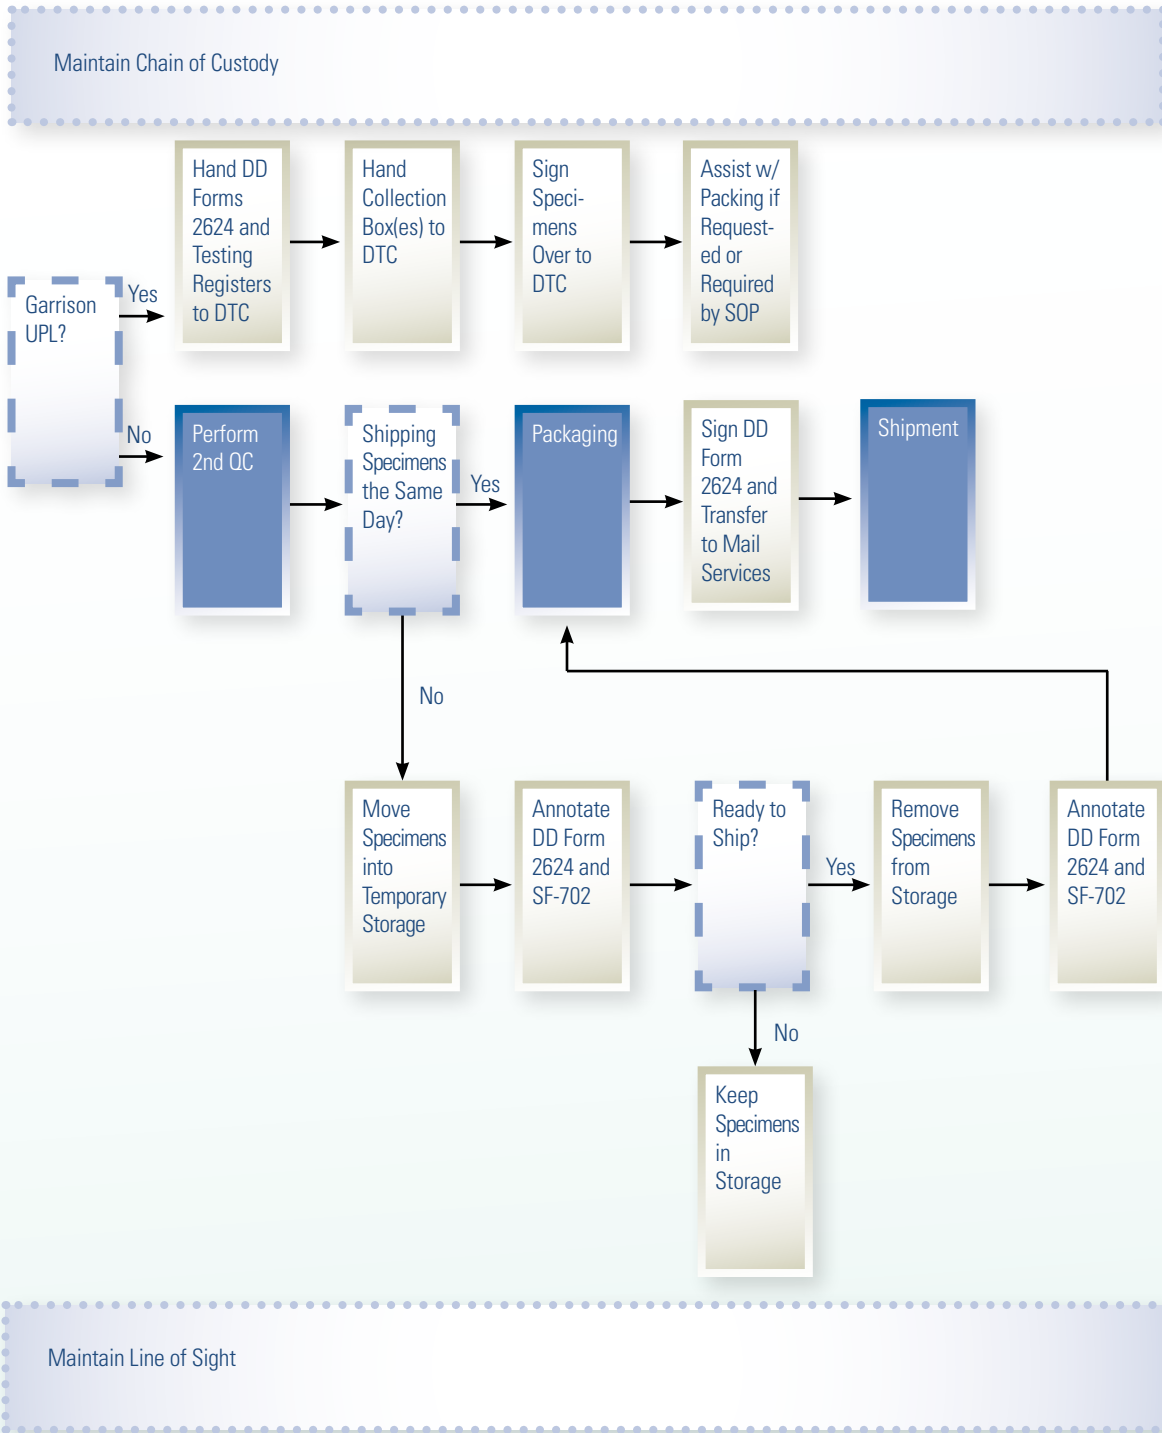 Maintain Chain of Custody
Hand DD
Forms
2624 and
Testing
Registers
to DTC
Hand
Collection
Box(es) to
DTC
Sign
Speci-
mens
Over to
DTC
Assist w/
Packing if
Request-
ed or
Required
by SOP
Garrison
UPL?
Yes
No
Perform
2nd QC
Shipping
Specimens
the Same
Day?
Yes
Packaging
Sign DD
Form
2624 and
Transfer
to Mail
Services
Shipment
No
Move
Specimens
into
Temporary
Storage
Annotate
DD Form
2624 and
SF-702
Ready to
Ship?
Yes
Remove
Specimens
from
Storage
Annotate
DD Form
2624 and
SF-702
No
Keep
Specimens
in
Storage
Maintain Line of Sight